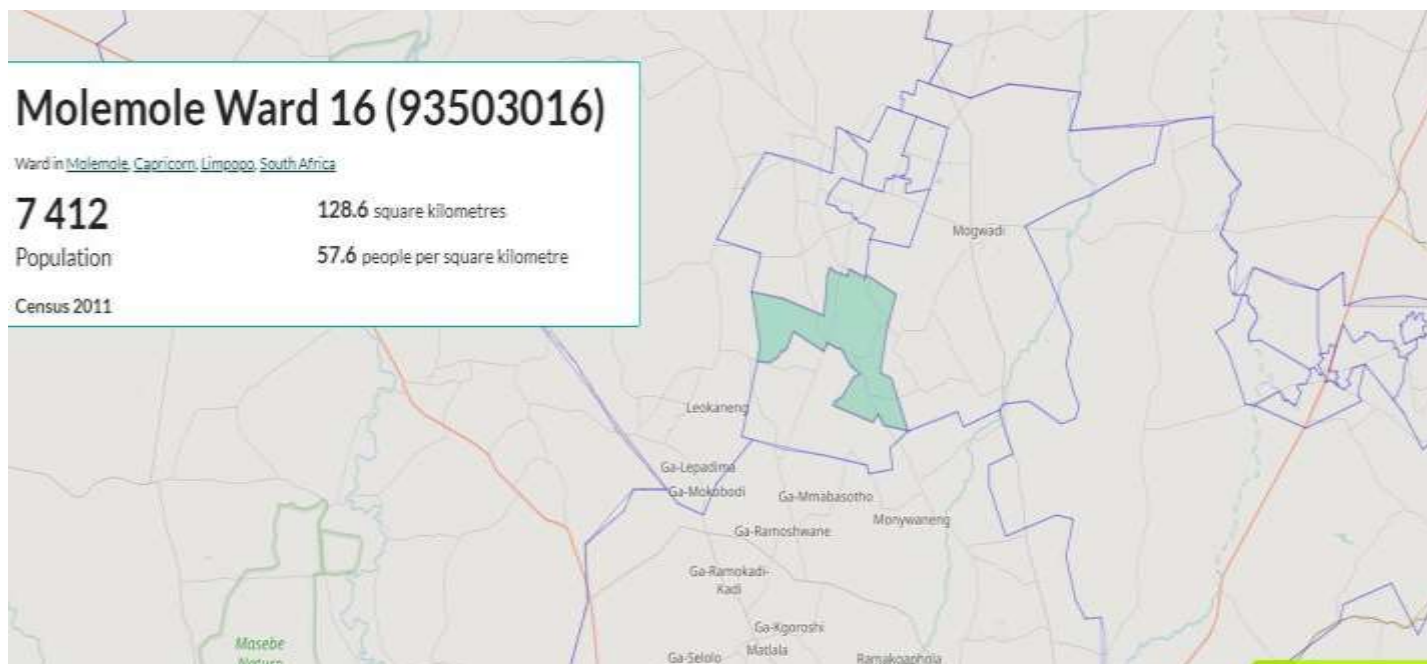 Molemole Ward 16 (93503016)
Ward in Molemole, Capricorn, Limpopo, South Africa
7 412
Population
128.6 square kilometres
57.6 people per square kilometre
Census 2011
Mogwadi
Leokaneng
Ga-Lepadima
Ga-Mokobodi
Ga-Mmabasotho
Monywaneng
Ga-Ramoshwane
Ga-Ramokadi-
Kadi
Ga-Kgoroshi
Matlala
Ga-Selolo
Ramakgaphola
Masebe
Nature